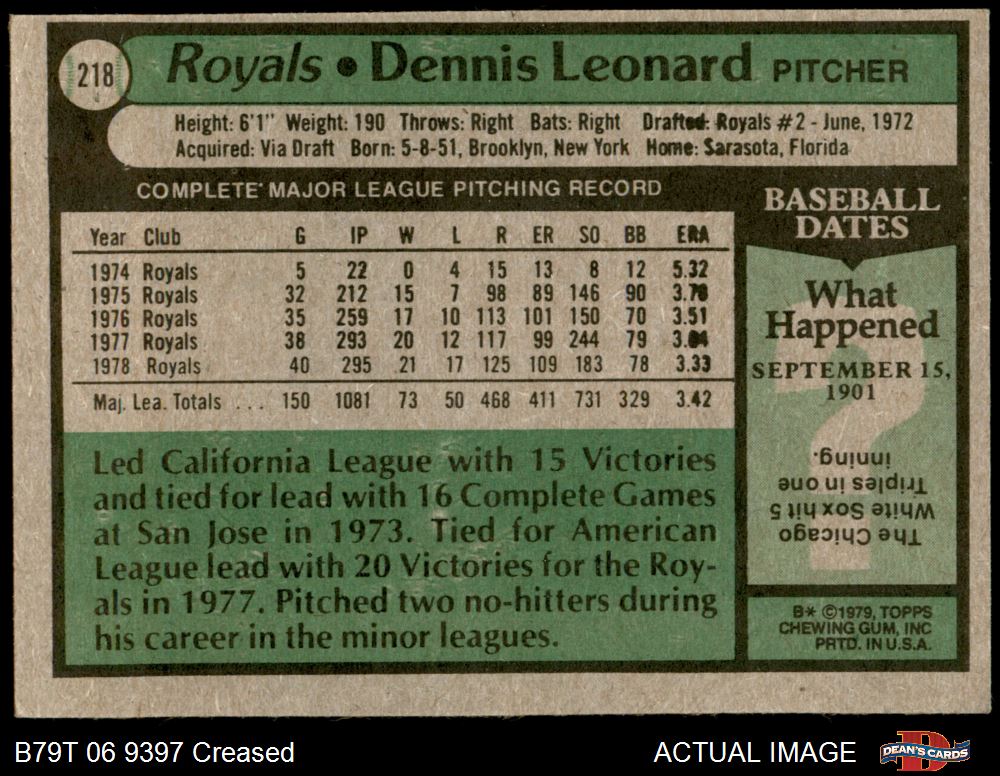 218
Royals • Dennis Leonard PITCHER
Height: 6'1" Weight: 190 Throws: Right Bats: Right Drafted: Royals #2 - June, 1972
Acquired: Via Draft Born: 5-8-51, Brooklyn, New York Home: Sarasota, Florida
COMPLETE MAJOR LEAGUE PITCHING RECORD
Year Club G IP W L R ER SO BB ERA
1974 Royals 5 22 0 4 15 13 8 12 5.32
1975 Royals 32 212 15 7 98 89 146 90
1976 Royals 35 259 17 10 113 101 150 70 3.51
1977 Royals 38 293 20 12 117 99 244 79
1978 Royals 40 295 21 17 125 109 183 78 3.33
Maj. Lea. Totals ... 150 1081 73 50 468 411 731 329 3.42
Led California League with 15 Victories
and tied for lead with 16 Complete Games
at San Jose in 1973. Tied for American
League lead with 20 Victories for the Roy-
als in 1977. Pitched two no-hitters during
his career in the minor leagues.
BASEBALL
DATES
What
Happened
SEPTEMBER 15,
1901
The Chicago
White Sox hit 5
Triples in one
inning.
B* ©1979, TOPPS
CHEWING GUM, INC
PRTD. IN U.S.A.
B79T 06 9397 Creased
ACTUAL IMAGE
DEAN'S CARDS